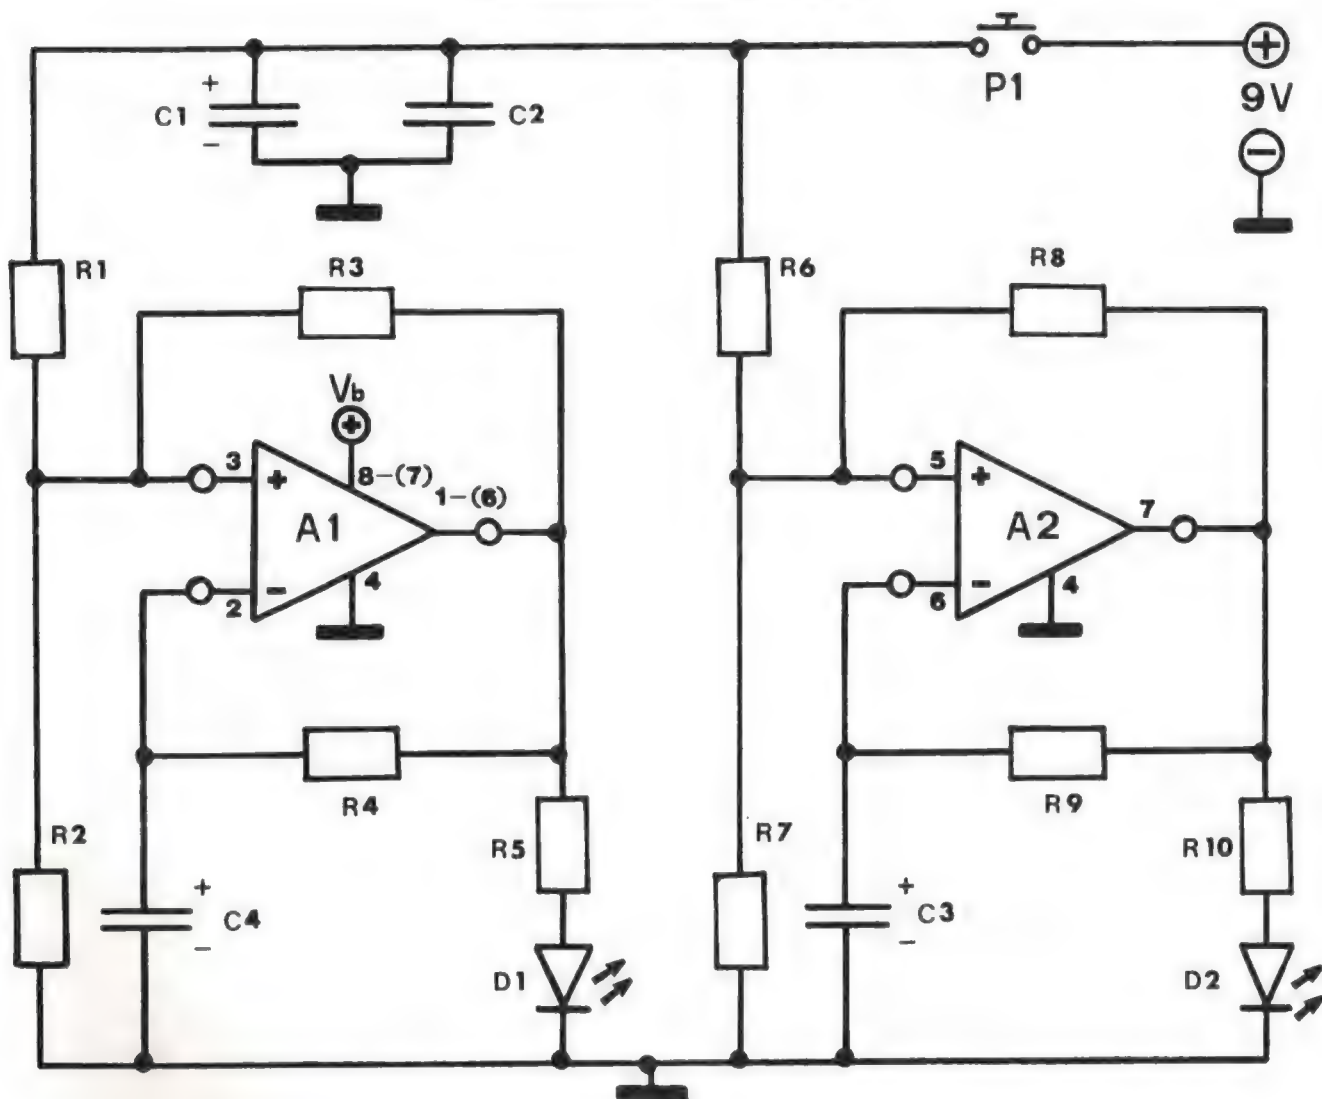 P1
+
9V
−
+
C1
−
C2
R1
R3
R6
R8
Vb
+
3
+
8-(7)
1-(6)
A1
2
-
4
5
+
7
A2
6
-
4
R4
R9
R2
R5
R7
R10
+
C4
−
+
C3
−
D1
D2